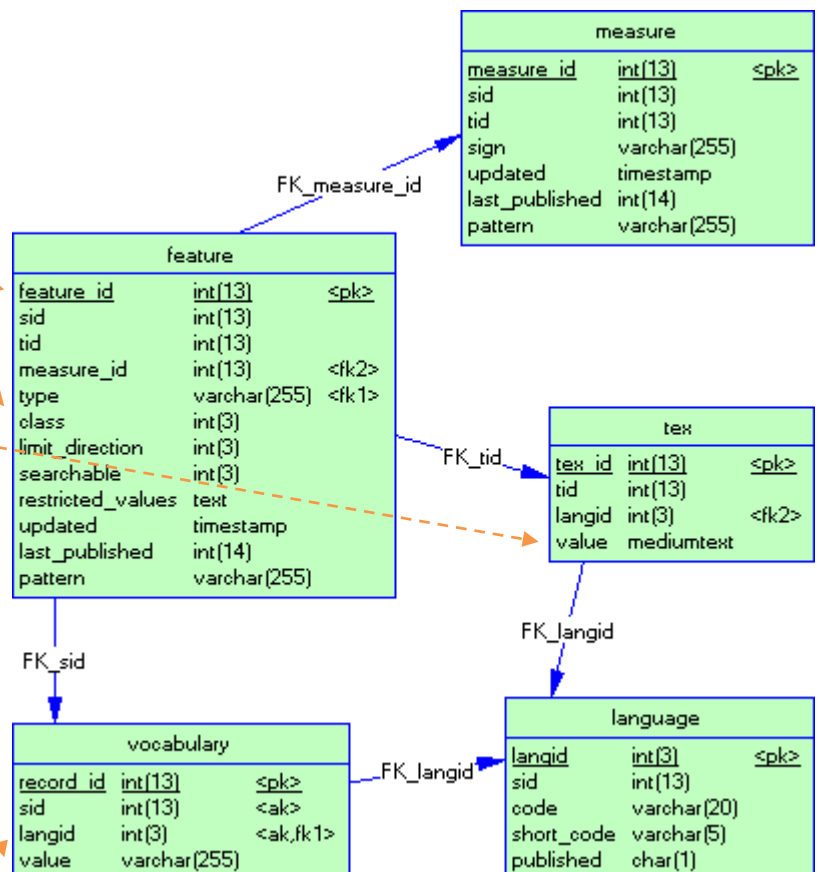 measure
measure_id int(13) <pk>
sid int(13)
tid int(13)
sign varchar(255)
updated timestamp
last_published int(14)
pattern varchar(255)
FK_measure_id
feature
feature_id int(13) <pk>
sid int(13)
tid int(13)
measure_id int(13) <fk2>
type varchar(255) <fk1>
class int(3)
limit_direction int(3)
searchable int(3)
restricted_values text
updated timestamp
last_published int(14)
pattern varchar(255)
FK_tid
tex
tex_id int(13) <pk>
tid int(13)
langid int(3) <fk2>
value mediumtext
FK_langid
FK_sid
vocabulary
record_id int(13) <pk>
sid int(13) <ak>
langid int(3) <ak,fk1>
value varchar(255)
FK_langid
language
langid int(3) <pk>
sid int(13)
code varchar(20)
short_code varchar(5)
published char(1)